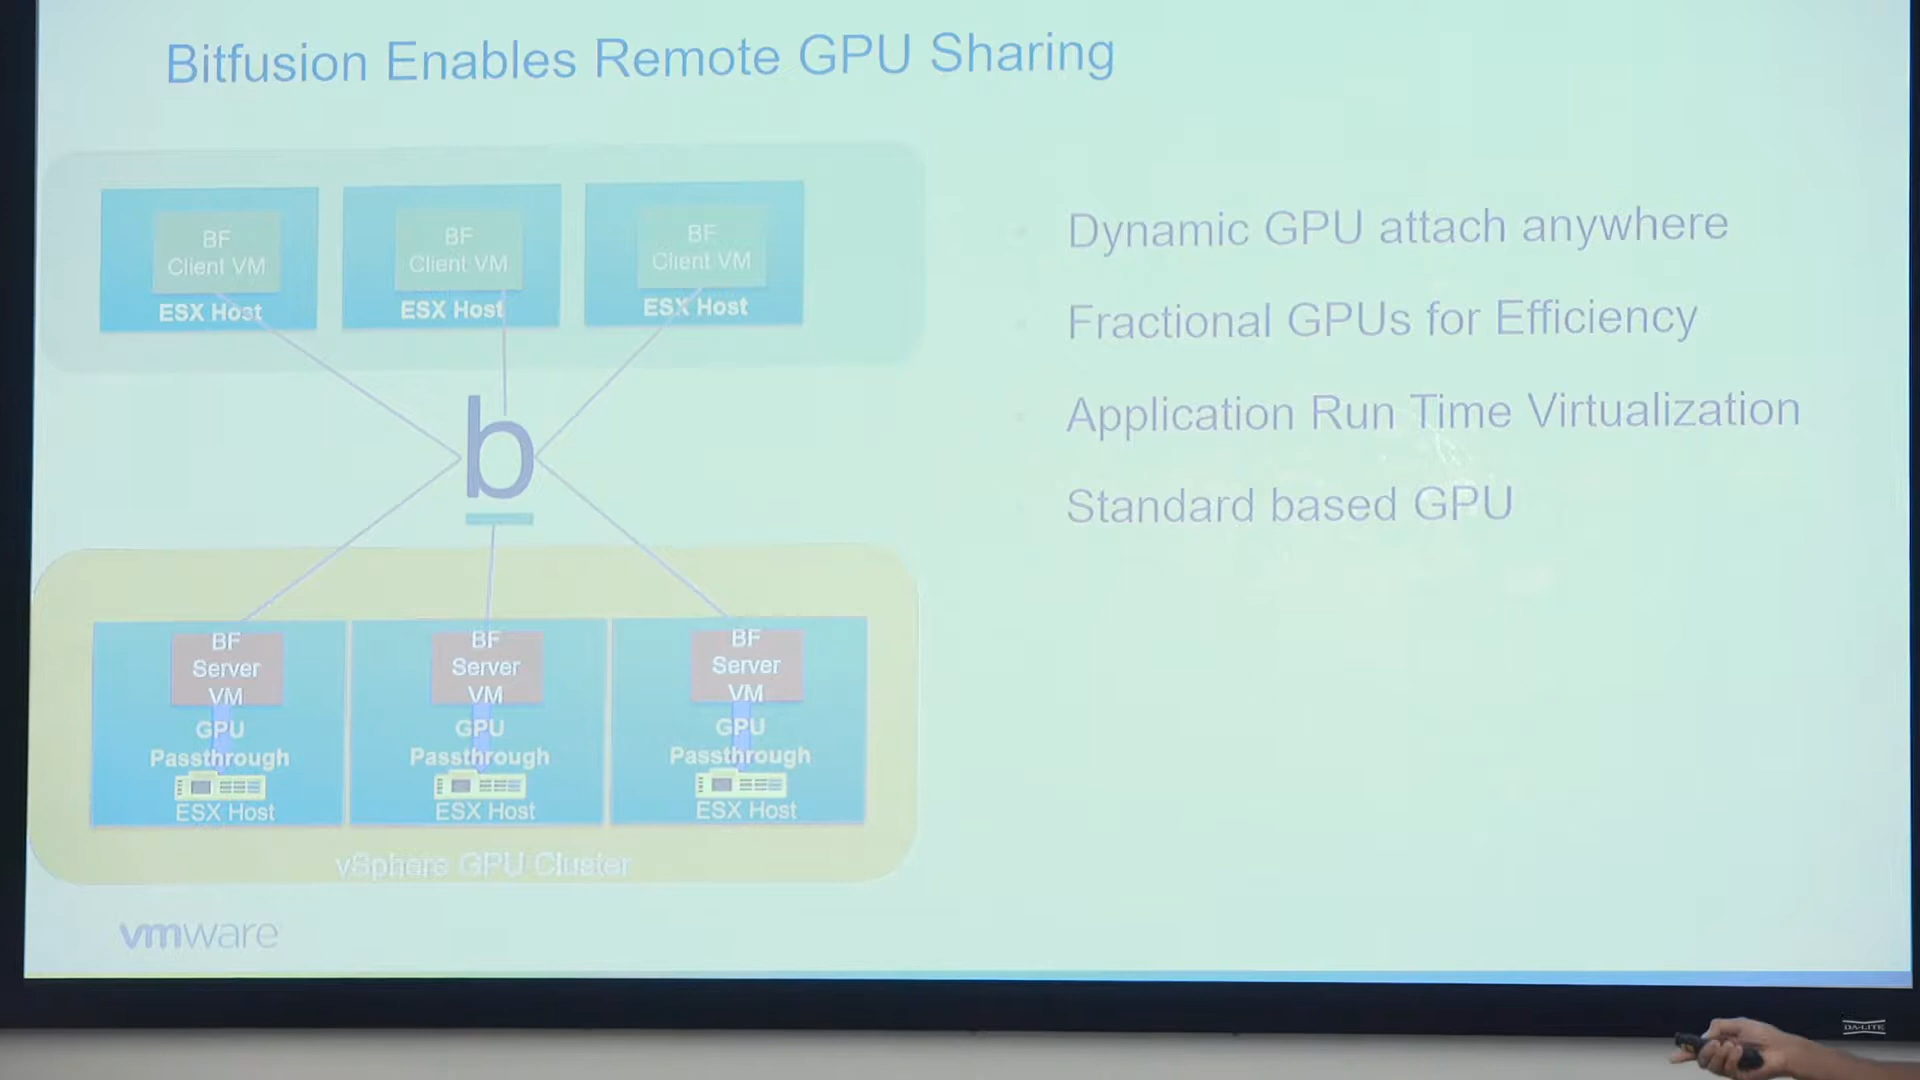 Bitfusion Enables Remote GPU Sharing
BF
Client VM
ESX Host
BF
Client VM
ESX Host
BF
Client VM
ESX Host
b
BF
Server
VM
GPU
Passthrough
ESX Host
BF
Server
VM
GPU
Passthrough
ESX Host
BF
Server
VM
GPU
Passthrough
ESX Host
vSphere GPU Cluster
Dynamic GPU attach anywhere
Fractional GPUs for Efficiency
Application Run Time Virtualization
Standard based GPU
vmware
DA-LITE